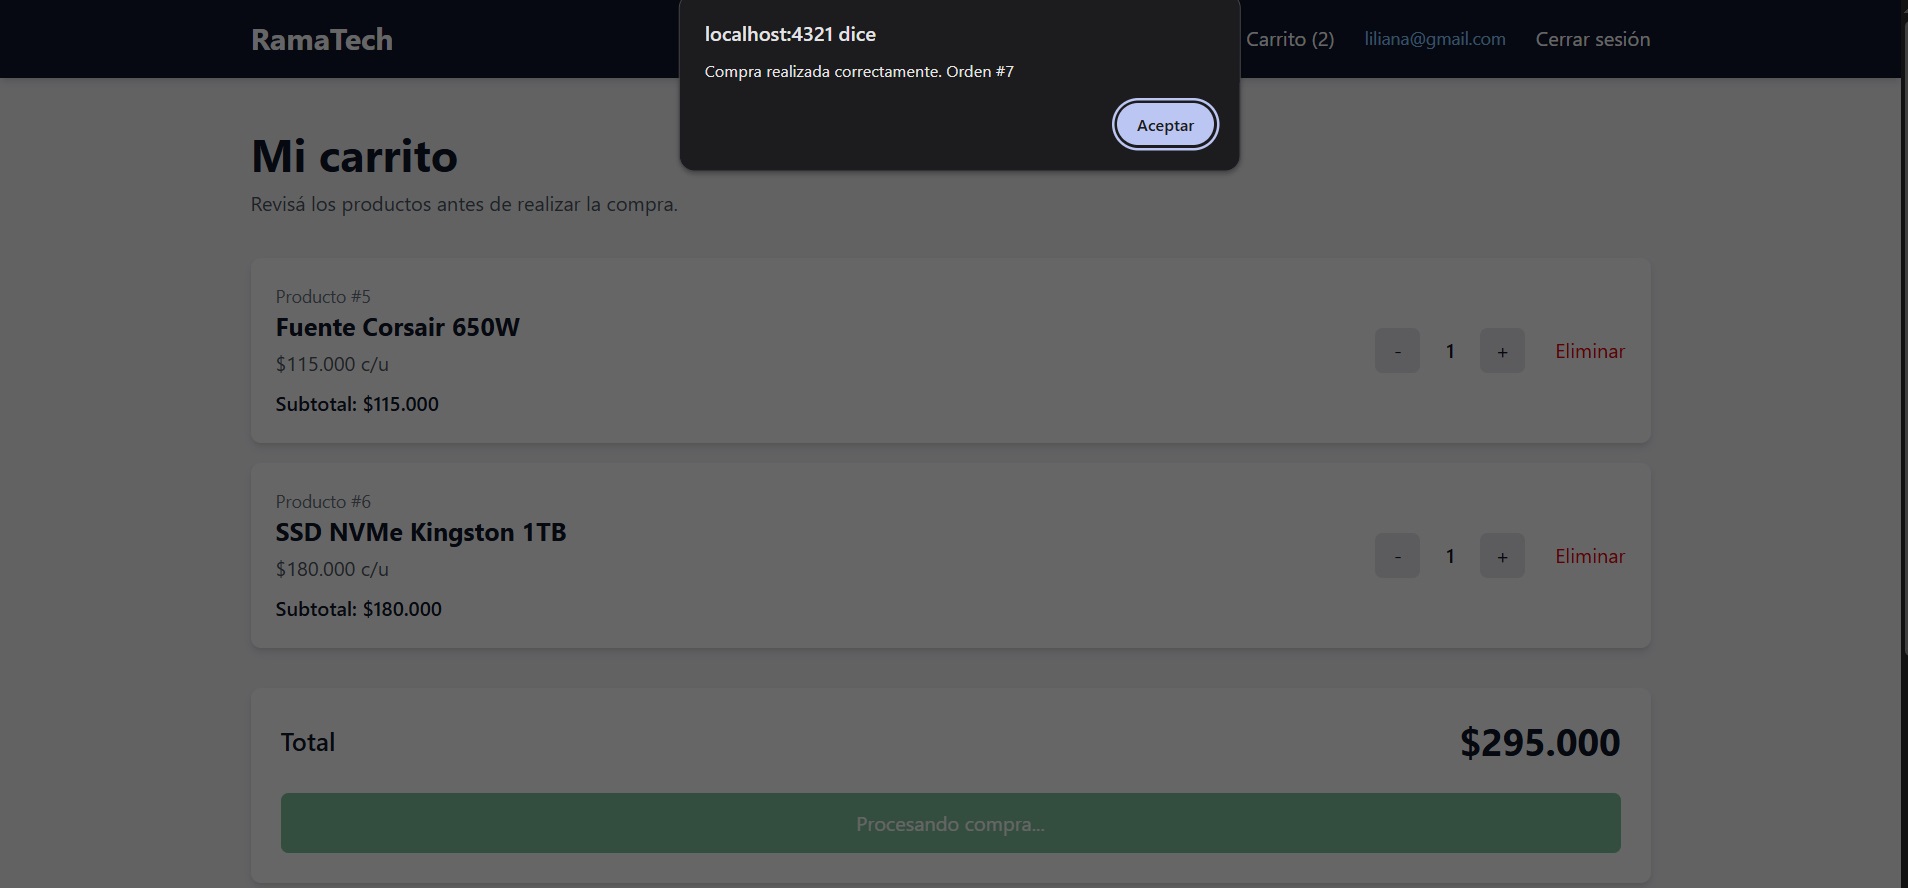 RamaTech
localhost:4321 dice
Compra realizada correctamente. Orden #7
Aceptar
Carrito (2)
liliana@gmail.com
Cerrar sesión
Mi carrito
Revisá los productos antes de realizar la compra.
Producto #5
Fuente Corsair 650W
$115.000 c/u
Subtotal: $115.000
- 1 + Eliminar
Producto #6
SSD NVMe Kingston 1TB
$180.000 c/u
Subtotal: $180.000
- 1 + Eliminar
Total $295.000
Procesando compra...